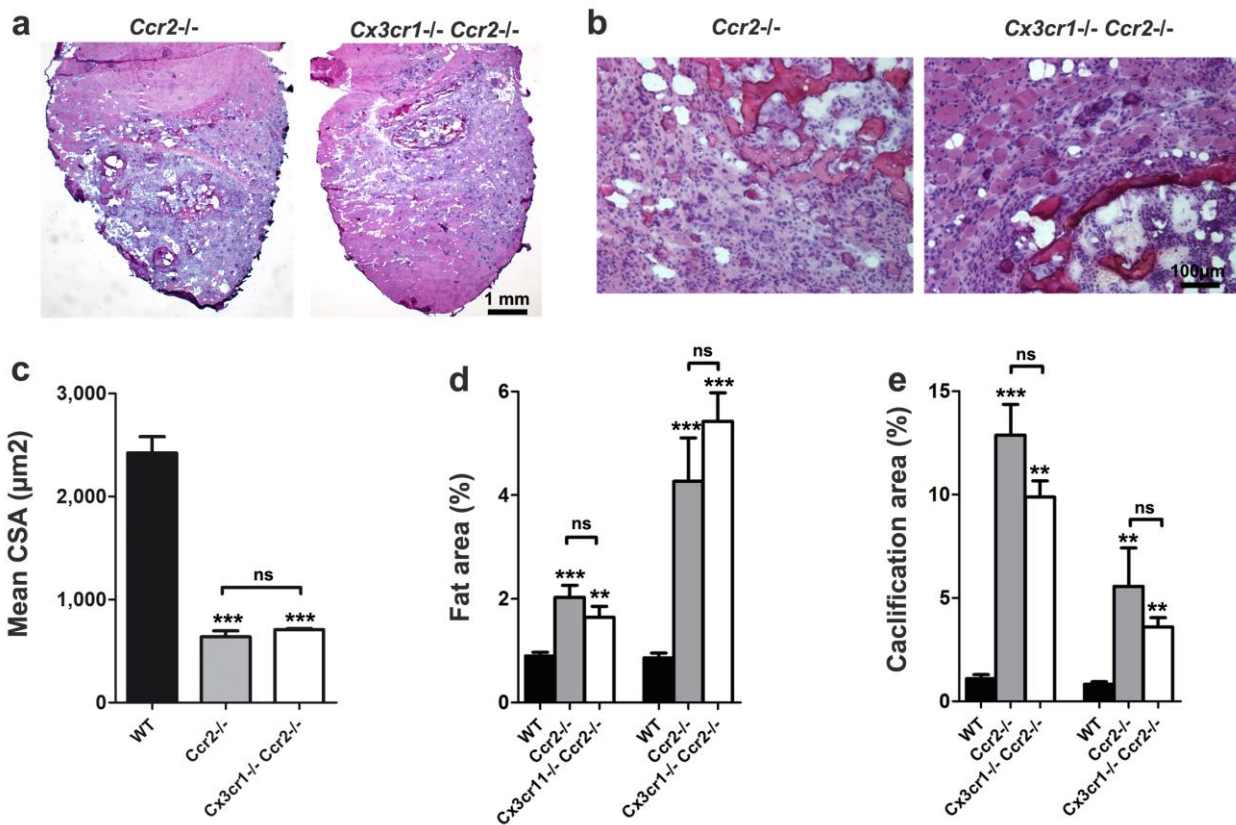 a
Ccr2-/-
Cx3cr1-/- Ccr2-/-
1 mm
b
Ccr2-/-
Cx3cr1-/- Ccr2-/-
100µm
c
Mean CSA (µm2)
3,000
2,000
1,000
0
ns
*** ***
WT
Ccr2-/-
Cx3cr1-/- Ccr2-/-
d
Fat area (%)
6
4
2
0
ns
*** **
ns
*** ***
WT
Ccr2-/-
Cx3cr11-/- Ccr2-/-
WT
Ccr2-/-
Cx3cr1-/- Ccr2-/-
e
Caclification area (%)
15
10
5
0
ns
*** **
ns
** **
WT
Ccr2-/-
Cx3cr1-/- Ccr2-/-
WT
Ccr2-/-
Cx3cr1-/- Ccr2-/-